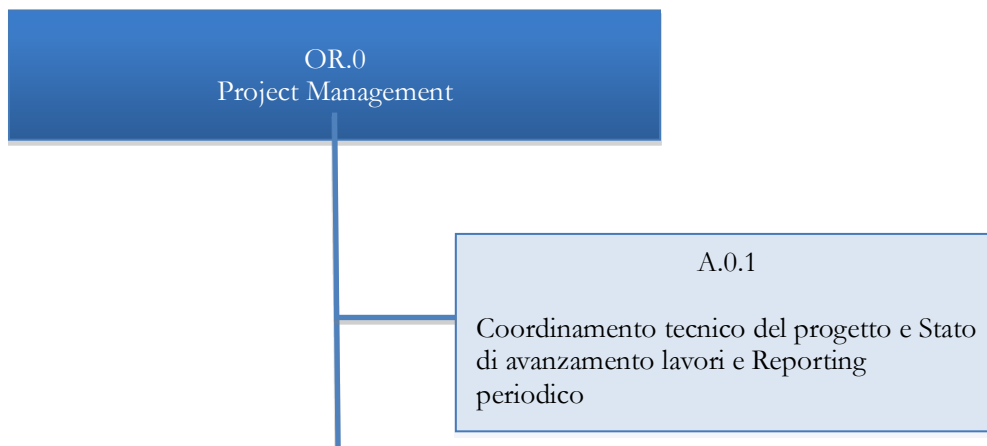 OR.0
Project Management
A.0.1
Coordinamento tecnico del progetto e Stato
di avanzamento lavori e Reporting
periodico